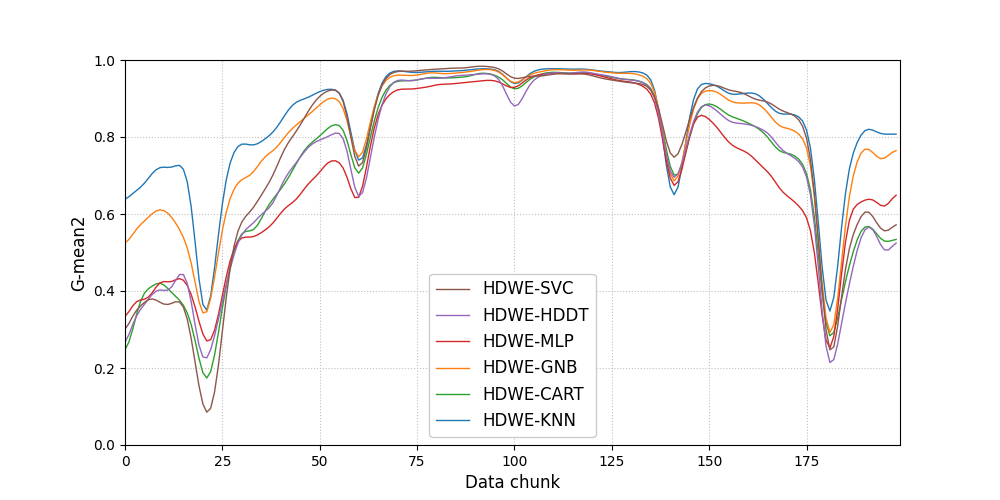 1.0
0.8
0.6
0.4
0.2
0.0
G-mean2
HDWE-SVC
HDWE-HDDT
HDWE-MLP
HDWE-GNB
HDWE-CART
HDWE-KNN
0 25 50 75 100 125 150 175
Data chunk